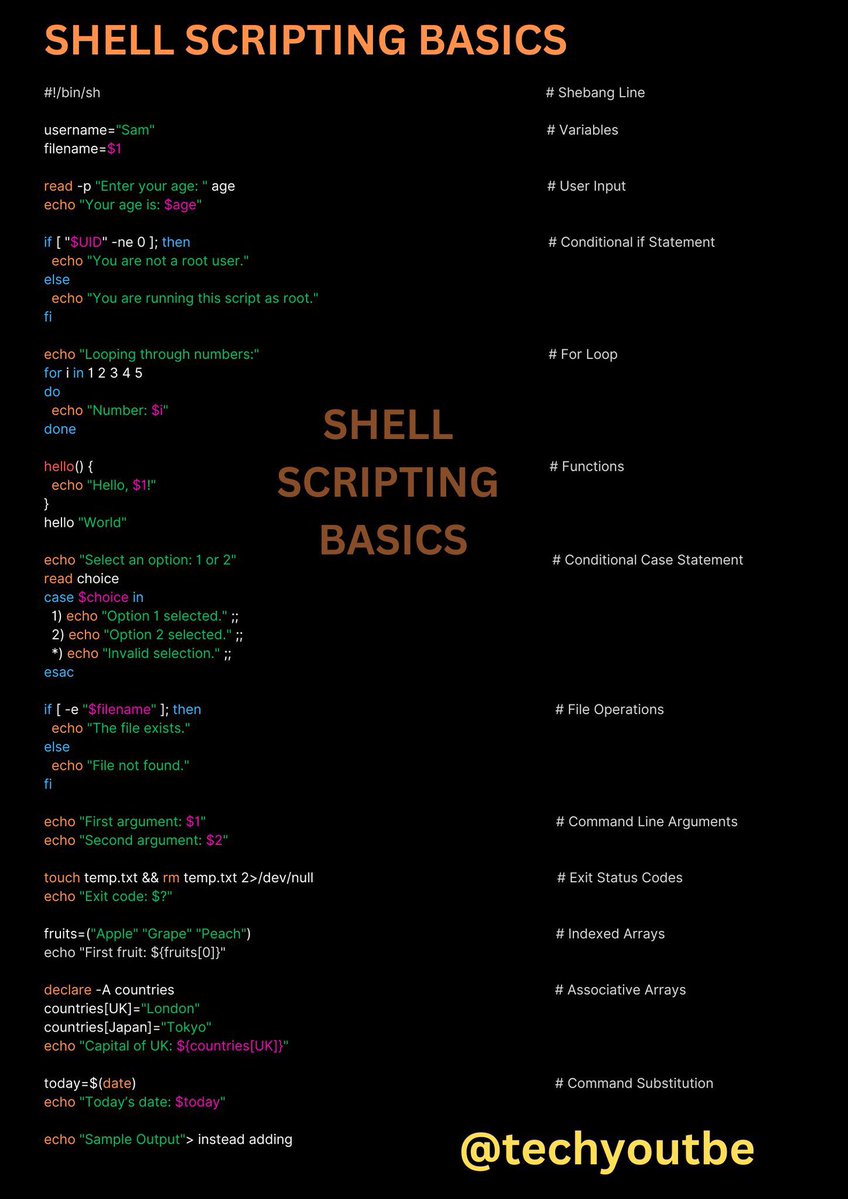 SHELL SCRIPTING BASICS
#!/bin/sh # Shebang Line
username="Sam" # Variables
filename=$1
read -p "Enter your age: " age # User Input
echo "Your age is: $age"
if [ "$UID" -ne 0 ]; then # Conditional if Statement
  echo "You are not a root user."
else
  echo "You are running this script as root."
fi
echo "Looping through numbers:" # For Loop
for i in 1 2 3 4 5
do
  echo "Number: $i"
done
SHELL
SCRIPTING
BASICS
hello() { # Functions
  echo "Hello, $1!"
}
hello "World"
echo "Select an option: 1 or 2" # Conditional Case Statement
read choice
case $choice in
  1) echo "Option 1 selected." ;;
  2) echo "Option 2 selected." ;;
  *) echo "Invalid selection." ;;
esac
if [ -e "$filename" ]; then # File Operations
  echo "The file exists."
else
  echo "File not found."
fi
echo "First argument: $1" # Command Line Arguments
echo "Second argument: $2"
touch temp.txt && rm temp.txt 2>/dev/null # Exit Status Codes
echo "Exit code: $?"
fruits=("Apple" "Grape" "Peach") # Indexed Arrays
echo "First fruit: ${fruits[0]}"
declare -A countries # Associative Arrays
countries[UK]="London"
countries[Japan]="Tokyo"
echo "Capital of UK: ${countries[UK]}"
today=$(date) # Command Substitution
echo "Today's date: $today"
echo "Sample Output"> instead adding
@techyoutbe